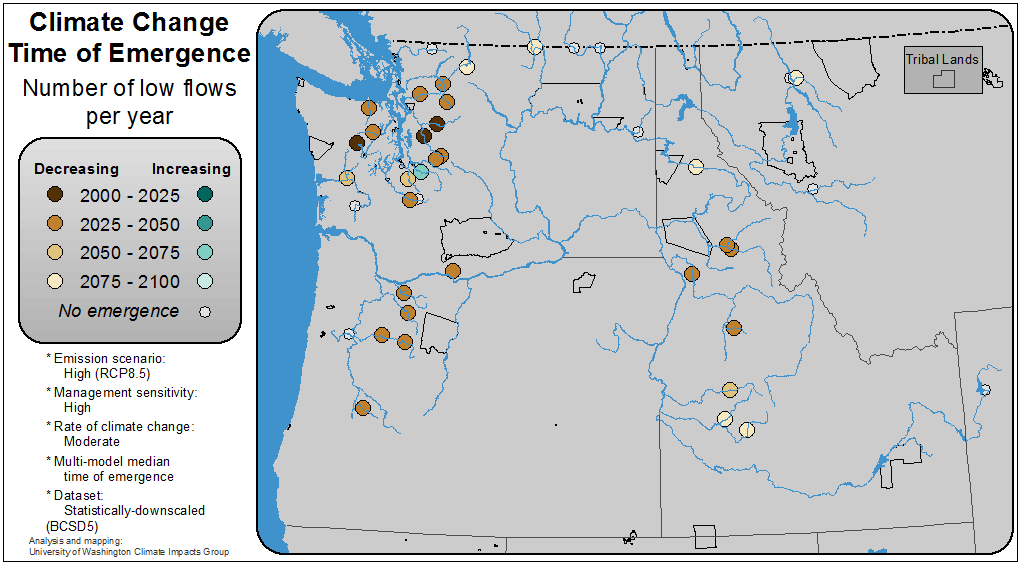 Climate Change
Time of Emergence
Number of low flows
per year
Decreasing Increasing
2000 - 2025
2025 - 2050
2050 - 2075
2075 - 2100
No emergence
* Emission scenario:
High (RCP8.5)
* Management sensitivity:
High
* Rate of climate change:
Moderate
* Multi-model median
time of emergence
* Dataset:
Statistically-downscaled
(BCSD5)
Analysis and mapping:
University of Washington Climate Impacts Group
Tribal Lands